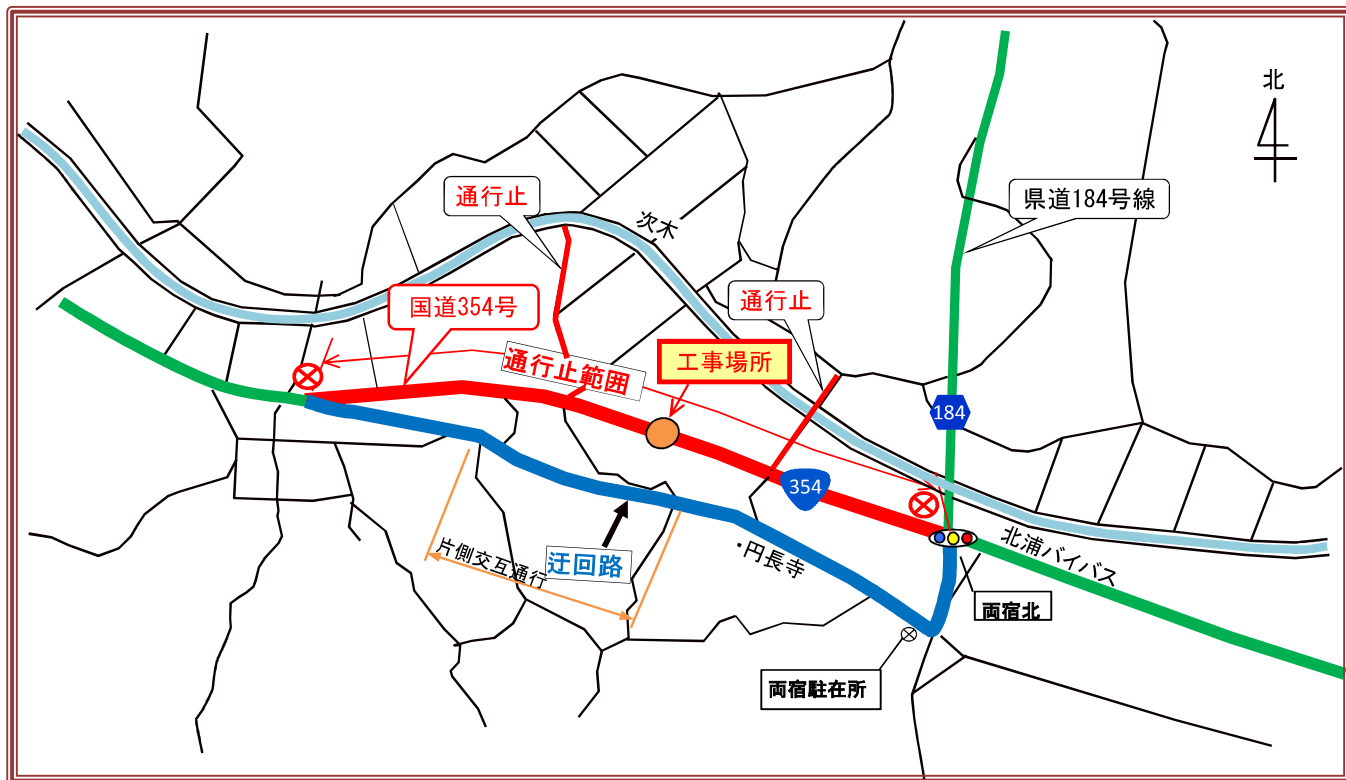 北
通行止
県道184号線
次木
国道354号
通行止
工事場所
通行止範囲
184
354
北浦バイパス
片側交互通行
迂回路
・円長寺
両宿北
両宿駐在所